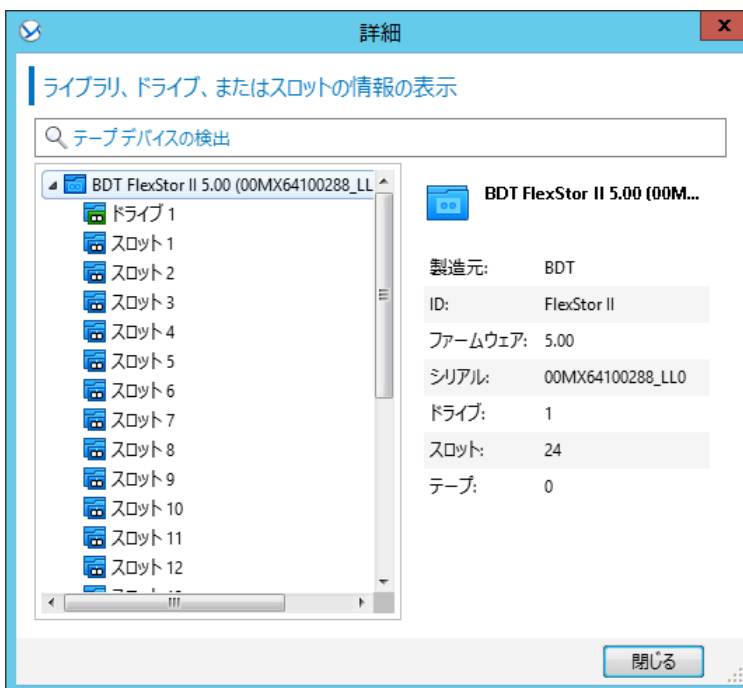 詳細
x
ライブラリ、ドライブ、またはスロットの情報の表示
テープ デバイスの検出
BDT FlexStor II 5.00 (00MX64100288_LL
ドライブ 1
スロット 1
スロット 2
スロット 3
スロット 4
スロット 5
スロット 6
スロット 7
スロット 8
スロット 9
スロット 10
スロット 11
スロット 12
BDT FlexStor II 5.00 (00M...
製造元: BDT
ID: FlexStor II
ファームウェア: 5.00
シリアル: 00MX64100288_LL0
ドライブ: 1
スロット: 24
テープ: 0
閉じる